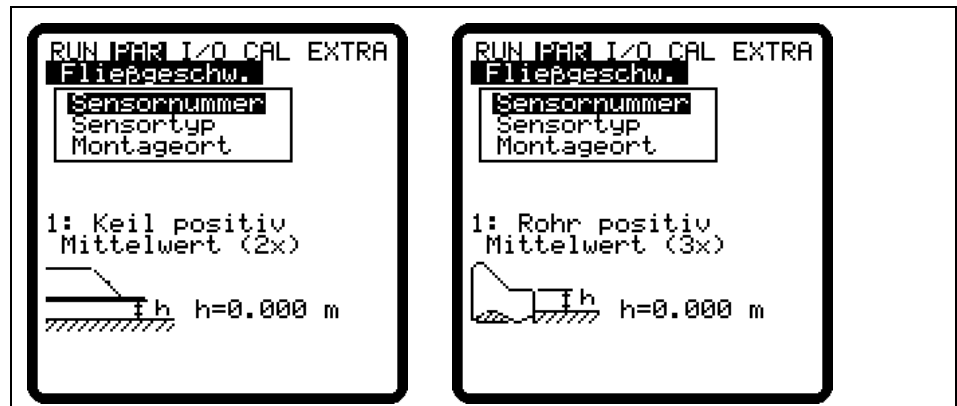 RUN PAR I/O CAL EXTRA
Fließgeschw.
Sensornummer
Sensortyp
Montageort
1: Keil positiv
Mittelwert (2x)
h h=0.000 m
RUN PAR I/O CAL EXTRA
Fließgeschw.
Sensornummer
Sensortyp
Montageort
1: Rohr positiv
Mittelwert (3x)
h h=0.000 m